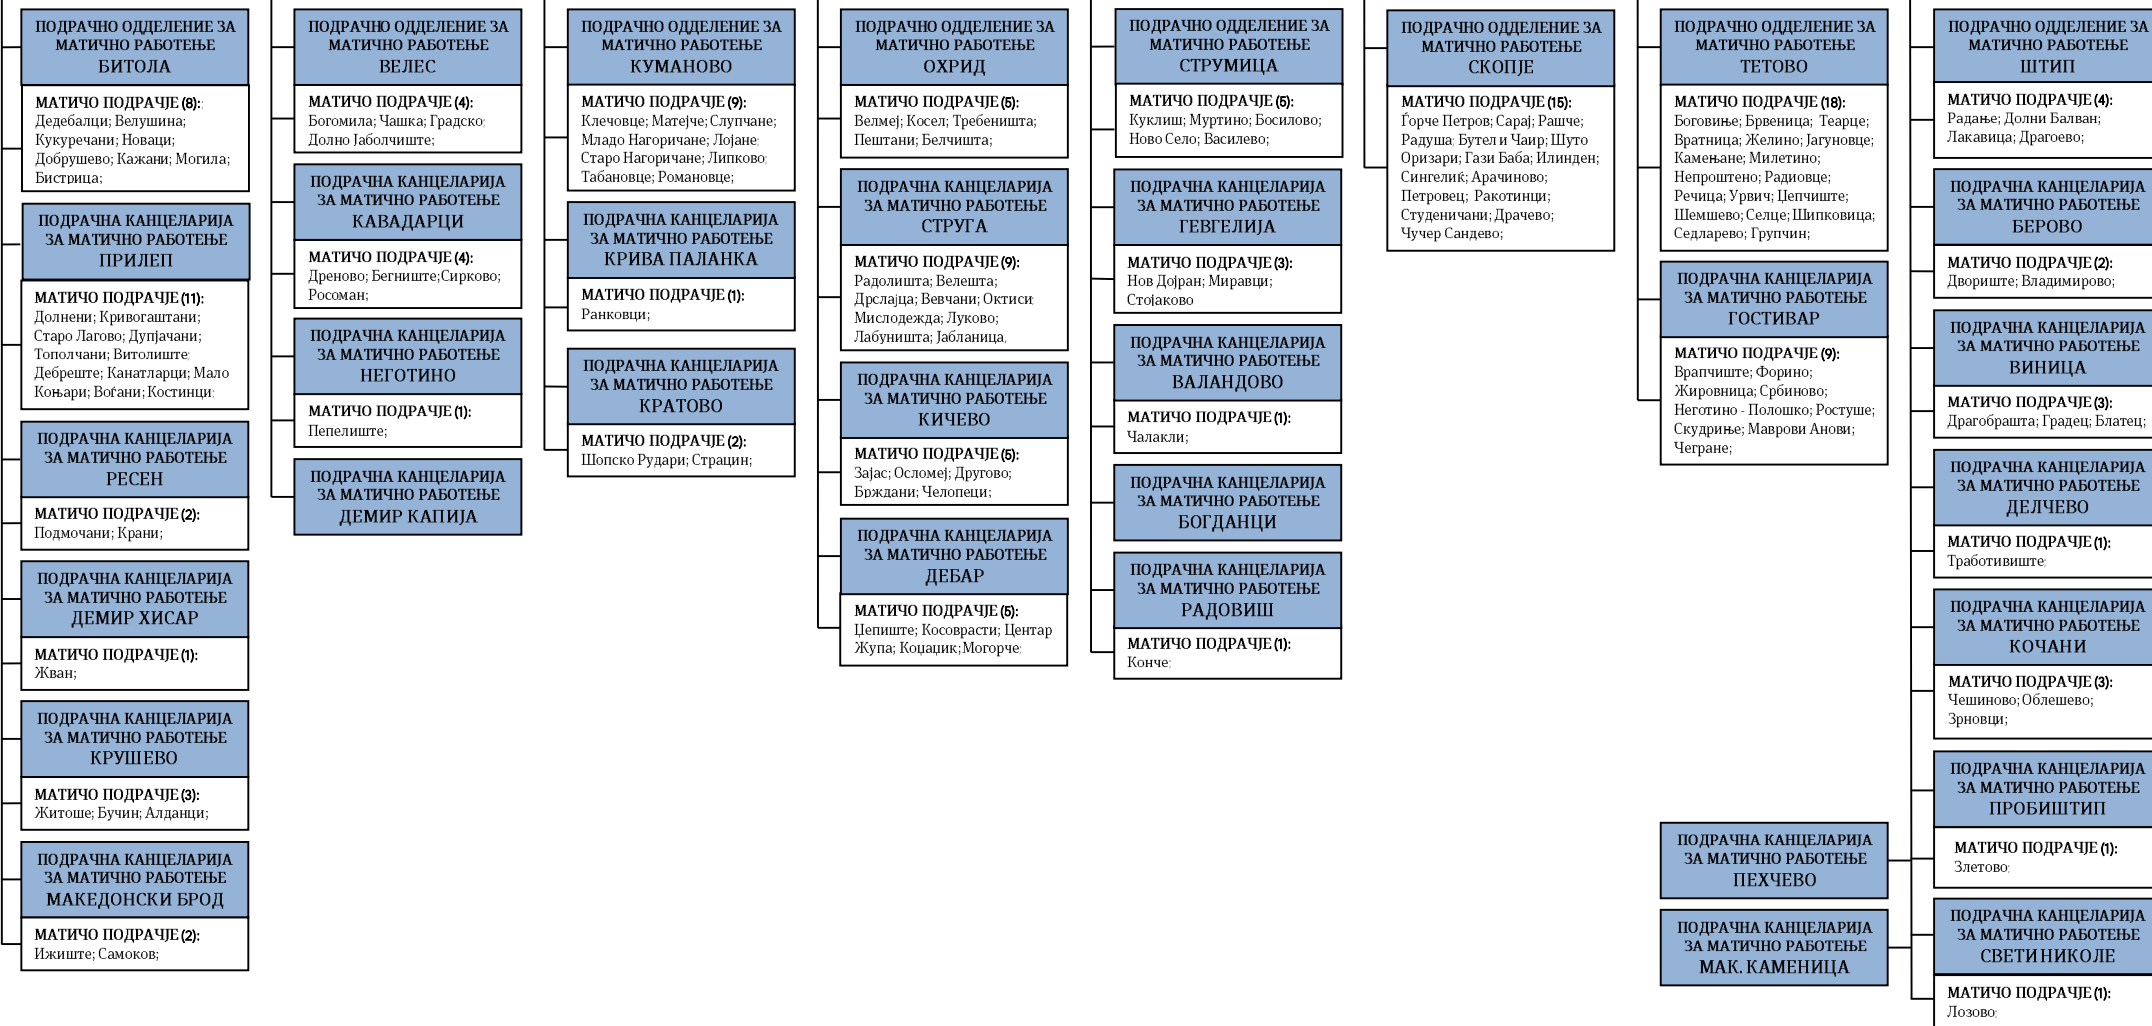 ПОДРАЧНО ОДДЕЛЕНИЕ ЗА
МАТИЧНО РАБОТЕЊЕ
БИТОЛА
МАТИЧО ПОДРАЧЈЕ (8):
Дедебалци; Велушина;
Кукуречани; Новаци;
Добрушево; Кажани; Могила;
Бистрица;
ПОДРАЧНА КАНЦЕЛАРИЈА
ЗА МАТИЧНО РАБОТЕЊЕ
ПРИЛЕП
МАТИЧО ПОДРАЧЈЕ (11):
Долнени; Кривогаштани;
Старо Лагово; Дупјачани;
Тополчани; Витолиште;
Дебреште; Канатларци; Мало
Коњари; Воѓани; Костинци;
ПОДРАЧНА КАНЦЕЛАРИЈА
ЗА МАТИЧНО РАБОТЕЊЕ
РЕСЕН
МАТИЧО ПОДРАЧЈЕ (2):
Подмочани; Крани;
ПОДРАЧНА КАНЦЕЛАРИЈА
ЗА МАТИЧНО РАБОТЕЊЕ
ДЕМИР ХИСАР
МАТИЧО ПОДРАЧЈЕ (1):
Жван;
ПОДРАЧНА КАНЦЕЛАРИЈА
ЗА МАТИЧНО РАБОТЕЊЕ
КРУШЕВО
МАТИЧО ПОДРАЧЈЕ (3):
Житоше; Бучин; Алданци;
ПОДРАЧНА КАНЦЕЛАРИЈА
ЗА МАТИЧНО РАБОТЕЊЕ
МАКЕДОНСКИ БРОД
МАТИЧО ПОДРАЧЈЕ (2):
Ижиште; Самоков;
ПОДРАЧНО ОДДЕЛЕНИЕ ЗА
МАТИЧНО РАБОТЕЊЕ
ВЕЛЕС
МАТИЧО ПОДРАЧЈЕ (4):
Богомила; Чашка; Градско;
Долно Јаболчиште;
ПОДРАЧНА КАНЦЕЛАРИЈА
ЗА МАТИЧНО РАБОТЕЊЕ
КАВАДАРЦИ
МАТИЧО ПОДРАЧЈЕ (4):
Дреново; Бегниште;Сирково;
Росоман;
ПОДРАЧНА КАНЦЕЛАРИЈА
ЗА МАТИЧНО РАБОТЕЊЕ
НЕГОТИНО
МАТИЧО ПОДРАЧЈЕ (1):
Пепелиште;
ПОДРАЧНА КАНЦЕЛАРИЈА
ЗА МАТИЧНО РАБОТЕЊЕ
ДЕМИР КАПИЈА
ПОДРАЧНО ОДДЕЛЕНИЕ ЗА
МАТИЧНО РАБОТЕЊЕ
КУМАНОВО
МАТИЧО ПОДРАЧЈЕ (9):
Клечовце; Матејче; Слупчане;
Младо Нагоричане; Лојане;
Старо Нагоричане; Липково;
Табановце; Романовце;
ПОДРАЧНА КАНЦЕЛАРИЈА
ЗА МАТИЧНО РАБОТЕЊЕ
КРИВА ПАЛАНКА
МАТИЧО ПОДРАЧЈЕ (1):
Ранковци;
ПОДРАЧНА КАНЦЕЛАРИЈА
ЗА МАТИЧНО РАБОТЕЊЕ
КРАТОВО
МАТИЧО ПОДРАЧЈЕ (2):
Шопско Рудари; Страцин;
ПОДРАЧНО ОДДЕЛЕНИЕ ЗА
МАТИЧНО РАБОТЕЊЕ
ОХРИД
МАТИЧО ПОДРАЧЈЕ (5):
Велмеј; Косел; Требеништа;
Пештани; Белчишта;
ПОДРАЧНА КАНЦЕЛАРИЈА
ЗА МАТИЧНО РАБОТЕЊЕ
СТРУГА
МАТИЧО ПОДРАЧЈЕ (9):
Радолишта; Велешта;
Дрслајца; Вевчани; Октиси;
Мислодежда; Луково;
Лабуништа; Јабланица.
ПОДРАЧНА КАНЦЕЛАРИЈА
ЗА МАТИЧНО РАБОТЕЊЕ
КИЧЕВО
МАТИЧО ПОДРАЧЈЕ (5):
Зајас; Осломеј; Другово;
Брждани; Челопеци;
ПОДРАЧНА КАНЦЕЛАРИЈА
ЗА МАТИЧНО РАБОТЕЊЕ
ДЕБАР
МАТИЧО ПОДРАЧЈЕ (5):
Џепиште; Косоврасти; Центар
Жупа; Коџаџик;Могорче;
ПОДРАЧНО ОДДЕЛЕНИЕ ЗА
МАТИЧНО РАБОТЕЊЕ
СТРУМИЦА
МАТИЧО ПОДРАЧЈЕ (5):
Куклиш; Муртино; Босилово;
Ново Село; Василево;
ПОДРАЧНА КАНЦЕЛАРИЈА
ЗА МАТИЧНО РАБОТЕЊЕ
ГЕВГЕЛИЈА
МАТИЧО ПОДРАЧЈЕ (3):
Нов Дојран; Миравци;
Стојаково
ПОДРАЧНА КАНЦЕЛАРИЈА
ЗА МАТИЧНО РАБОТЕЊЕ
ВАЛАНДОВО
МАТИЧО ПОДРАЧЈЕ (1):
Чалакли;
ПОДРАЧНА КАНЦЕЛАРИЈА
ЗА МАТИЧНО РАБОТЕЊЕ
БОГДАНЦИ
ПОДРАЧНА КАНЦЕЛАРИЈА
ЗА МАТИЧНО РАБОТЕЊЕ
РАДОВИШ
МАТИЧО ПОДРАЧЈЕ (1):
Конче;
ПОДРАЧНО ОДДЕЛЕНИЕ ЗА
МАТИЧНО РАБОТЕЊЕ
СКОПЈЕ
МАТИЧО ПОДРАЧЈЕ (15):
Ѓорче Петров; Сарај; Рашче;
Радуша; Бутел и Чаир; Шуто
Оризари; Гази Баба; Илинден;
Сингелиќ; Арачиново;
Петровец; Ракотинци;
Студеничани; Драчево;
Чучер Сандево;
ПОДРАЧНО ОДДЕЛЕНИЕ ЗА
МАТИЧНО РАБОТЕЊЕ
ТЕТОВО
МАТИЧО ПОДРАЧЈЕ (18):
Боговиње; Брвеница; Теарце;
Вратница; Желино; Јагуновце;
Камењане; Милетино;
Непроштено; Радиовце;
Речица; Урвич; Џепчиште;
Шемшево; Селце; Шипковица;
Седларево; Групчин;
ПОДРАЧНА КАНЦЕЛАРИЈА
ЗА МАТИЧНО РАБОТЕЊЕ
ГОСТИВАР
МАТИЧО ПОДРАЧЈЕ (9):
Врапчиште; Форино;
Жировница; Србиново;
Неготино - Полошко; Ростуше;
Скудриње; Маврови Анови;
Чегране;
ПОДРАЧНА КАНЦЕЛАРИЈА
ЗА МАТИЧНО РАБОТЕЊЕ
ПЕХЧЕВО
ПОДРАЧНА КАНЦЕЛАРИЈА
ЗА МАТИЧНО РАБОТЕЊЕ
МАК. КАМЕНИЦА
ПОДРАЧНО ОДДЕЛЕНИЕ ЗА
МАТИЧНО РАБОТЕЊЕ
ШТИП
МАТИЧО ПОДРАЧЈЕ (4):
Радање; Долни Балван;
Лакавица; Драгоево;
ПОДРАЧНА КАНЦЕЛАРИЈА
ЗА МАТИЧНО РАБОТЕЊЕ
БЕРОВО
МАТИЧО ПОДРАЧЈЕ (2):
Двориште; Владимирово;
ПОДРАЧНА КАНЦЕЛАРИЈА
ЗА МАТИЧНО РАБОТЕЊЕ
ВИНИЦА
МАТИЧО ПОДРАЧЈЕ (3):
Драгобрашта; Градец; Блатец;
ПОДРАЧНА КАНЦЕЛАРИЈА
ЗА МАТИЧНО РАБОТЕЊЕ
ДЕЛЧЕВО
МАТИЧО ПОДРАЧЈЕ (1):
Тработивиште;
ПОДРАЧНА КАНЦЕЛАРИЈА
ЗА МАТИЧНО РАБОТЕЊЕ
КОЧАНИ
МАТИЧО ПОДРАЧЈЕ (3):
Чешиново; Облешево;
Зрновци;
ПОДРАЧНА КАНЦЕЛАРИЈА
ЗА МАТИЧНО РАБОТЕЊЕ
ПРОБИШТИП
МАТИЧО ПОДРАЧЈЕ (1):
Злетово;
ПОДРАЧНА КАНЦЕЛАРИЈА
ЗА МАТИЧНО РАБОТЕЊЕ
СВЕТИ НИКОЛЕ
МАТИЧО ПОДРАЧЈЕ (1):
Лозово;